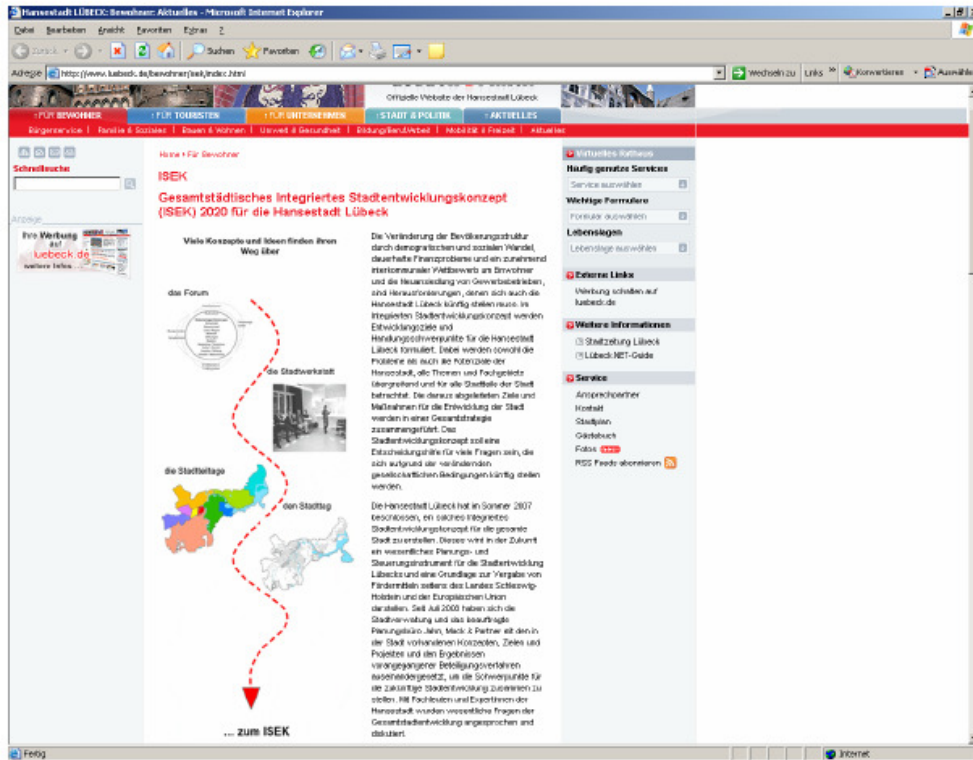 Hansestadt LÜBECK: Bewohner: Aktuelles - Microsoft Internet Explorer
Datei Bearbeiten Ansicht Favoriten Extras ?
Zurück Suchen Favoriten
Adresse http://www.luebeck.de/bewohner/isek/index.html Wechseln zu Links » Konvertieren Auswählen
Offizielle Website der Hansestadt Lübeck
FÜR BEWOHNER FÜR TOURISTEN FÜR UNTERNEHMEN STADT & POLITIK AKTUELLES
Bürgerservice | Familie & Soziales | Bauen & Wohnen | Umwelt & Gesundheit | Bildung/Beruf/Arbeit | Mobilität & Freizeit | Aktuelles
Schnellsuche
Anzeige
Ihre Werbung
auf
luebeck.de
weitere Infos ...
Home › Für Bewohner
ISEK
Gesamtstädtisches Integriertes Stadtentwicklungskonzept
(ISEK) 2020 für die Hansestadt Lübeck
Viele Konzepte und Ideen finden ihren
Weg über
das Forum
die Stadtwerkstatt
die Stadtteiltage
den Stadttag
... zum ISEK
Die Veränderung der Bevölkerungsstruktur
durch demografischen und sozialen Wandel,
dauerhafte Finanzprobleme und ein zunehmend
interkommunaler Wettbewerb um Einwohner
und die Neuansiedlung von Gewerbebetrieben,
sind Herausforderungen, denen sich auch die
Hansestadt Lübeck künftig stellen muss. Im
Integrierten Stadtentwicklungskonzept werden
Entwicklungsziele und
Handlungsschwerpunkte für die Hansestadt
Lübeck formuliert. Dabei werden sowohl die
Probleme als auch die Potenziale der
Hansestadt, alle Themen und Fachgebiete
übergreifend und für alle Stadtteile der Stadt
betrachtet. Die daraus abgeleiteten Ziele und
Maßnahmen für die Entwicklung der Stadt
werden in einer Gesamtstrategie
zusammengeführt. Das
Stadtentwicklungskonzept soll eine
Entscheidungshilfe für viele Fragen sein, die
sich aufgrund der verändernden
gesellschaftlichen Bedingungen künftig stellen
werden.
Die Hansestadt Lübeck hat im Sommer 2007
beschlossen, ein solches Integriertes
Stadtentwicklungskonzept für die gesamte
Stadt zu erstellen. Dieses wird in der Zukunft
ein wesentliches Planungs- und
Steuerungsinstrument für die Stadtentwicklung
Lübecks und eine Grundlage zur Vergabe von
Fördermitteln seitens des Landes Schleswig-
Holstein und der Europäischen Union
darstellen. Seit Juli 2008 haben sich die
Stadtverwaltung und das beauftragte
Planungsbüro Jahn, Mack & Partner mit den in
der Stadt vorhandenen Konzepten, Zielen und
Projekten und den Ergebnissen
vorangegangener Beteiligungsverfahren
auseinandergesetzt, um die Schwerpunkte für
die zukünftige Stadtentwicklung zusammen zu
stellen. Mit Fachleuten und Expertinnen der
Hansestadt wurden wesentliche Fragen der
Gesamtstadtentwicklung angesprochen und
diskutiert.
Virtuelles Rathaus
Häufig genutze Services
Service auswählen
Wichtige Formulare
Formular auswählen
Lebenslagen
Lebenslage auswählen
Externe Links
Werbung schalten auf
luebeck.de
Weitere Informationen
Stadtzeitung Lübeck
Lübeck.NET-Guide
Service
Ansprechpartner
Kontakt
Stadtplan
Gästebuch
Fotos
RSS Feeds abonnieren
Fertig Internet